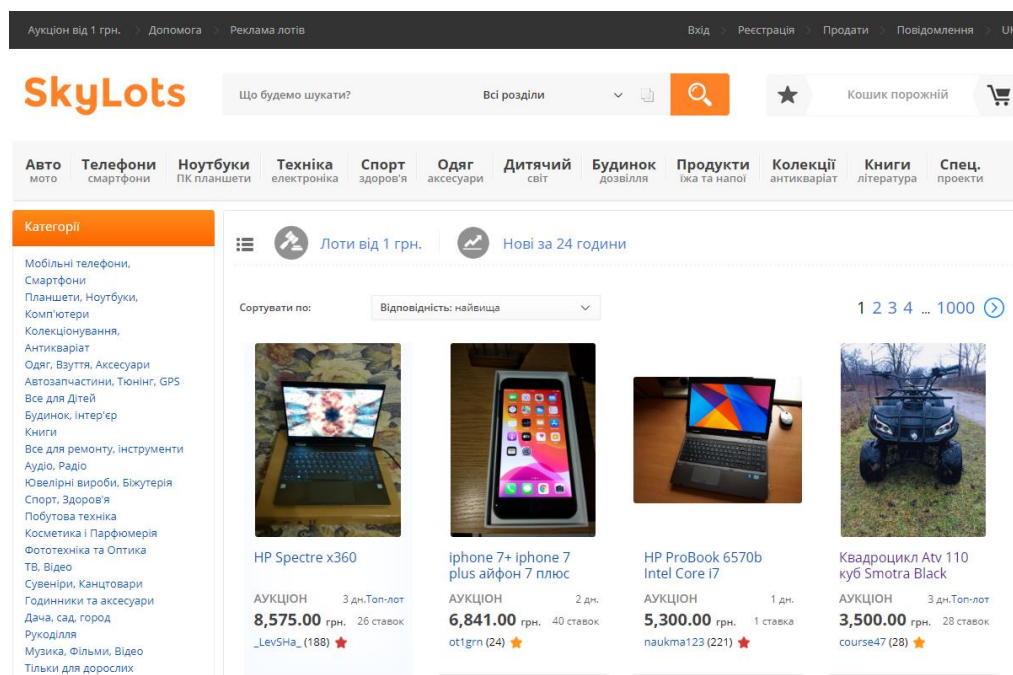 Аукціон від 1 грн. Допомога Реклама лотів Вхід Реєстрація Продати Повідомлення
SkyLots
Що будемо шукати? Всі розділи Кошик порожній
Авто Телефони Ноутбуки Техніка Спорт Одяг Дитячий Будинок Продукти Колекції Книги Спец.
мото смартфони ПК планшети електроніка здоров'я аксесуари світ дозвілля їжа та напої антикваріат література проекти
Категорії
Лоти від 1 грн. Нові за 24 години
Мобільні телефони,
Смартфони
Планшети, Ноутбуки,
Комп'ютери
Колекціонування,
Антикваріат
Одяг, Взуття, Аксесуари
Автозапчастини, Тюнінг, GPS
Все для Дітей
Будинок, інтер'єр
Книги
Все для ремонту, інструменти
Аудіо, Радіо
Ювелірні вироби, Біжутерія
Спорт, Здоров'я
Побутова техніка
Косметика і Парфюмерія
Фототехніка та Оптика
ТВ, Відео
Сувеніри, Канцтовари
Годинники та аксесуари
Дача, сад, город
Рукоділля
Музика, Фільми, Відео
Тільки для дорослих
Сортувати по: Відповідність: найвища 1 2 3 4 ... 1000
HP Spectre x360
АУКЦІОН 3 дн.Топ-лот
8,575.00 грн. 26 ставок
_LevSHa_ (188)
iphone 7+ iphone 7
plus айфон 7 плюс
АУКЦІОН 2 дн.
6,841.00 грн. 40 ставок
ot1grn (24)
HP ProBook 6570b
Intel Core i7
АУКЦІОН 1 дн.
5,300.00 грн. 1 ставка
naukma123 (221)
Квадроцикл Atv 110
куб Smotra Black
АУКЦІОН 3 дн.Топ-лот
3,500.00 грн. 28 ставок
course47 (28)